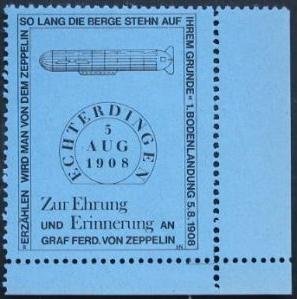 "ERZÄHLEN WIRD MAN VON DEM ZEPPELIN
SO LANG DIE BERGE STEHN AUF
IHREM GRUNDE" 1.BODENLANDUNG 5.8.1908
ECHTERDINGEN
5
AUG
1908
Zur Ehrung
UND Erinnerung AN
GRAF FERD. VON ZEPPELIN